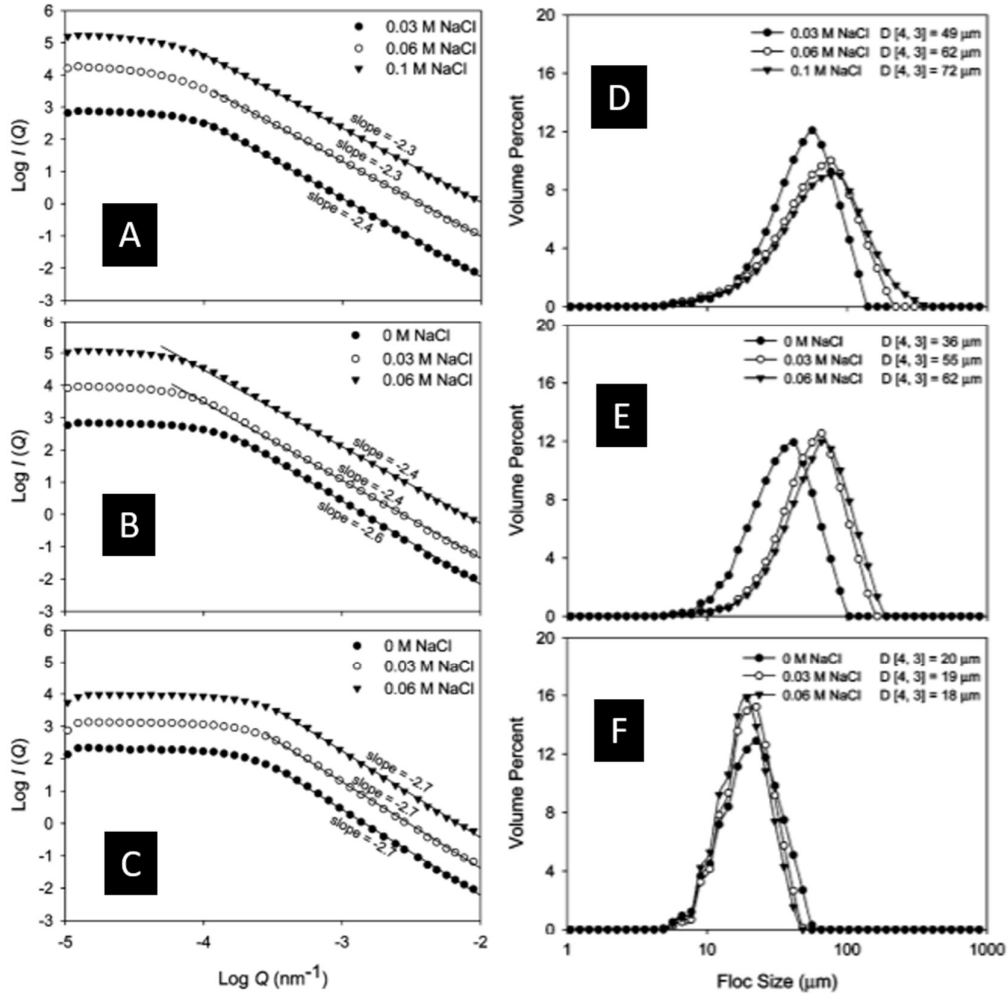 6
5
4
3
2
1
0
-1
-2
-3
Log I (Q)
0.03 M NaCl
0.06 M NaCl
0.1 M NaCl
slope = -2.3
slope = -2.3
slope = -2.4
A
20
16
12
8
4
0
Volume Percent
0.03 M NaCl D [4, 3] = 49 μm
0.06 M NaCl D [4, 3] = 62 μm
0.1 M NaCl D [4, 3] = 72 μm
D
6
5
4
3
2
1
0
-1
-2
-3
Log I (Q)
0 M NaCl
0.03 M NaCl
0.06 M NaCl
slope = -2.4
slope = -2.4
slope = -2.6
B
20
16
12
8
4
0
Volume Percent
0 M NaCl D [4, 3] = 36 μm
0.03 M NaCl D [4, 3] = 55 μm
0.06 M NaCl D [4, 3] = 62 μm
E
6
5
4
3
2
1
0
-1
-2
-3
Log I (Q)
0 M NaCl
0.03 M NaCl
0.06 M NaCl
slope = -2.7
slope = -2.7
slope = -2.7
C
-5 -4 -3 -2
Log Q (nm⁻¹)
20
16
12
8
4
0
Volume Percent
0 M NaCl D [4, 3] = 20 μm
0.03 M NaCl D [4, 3] = 19 μm
0.06 M NaCl D [4, 3] = 18 μm
F
1 10 100 1000
Floc Size (μm)